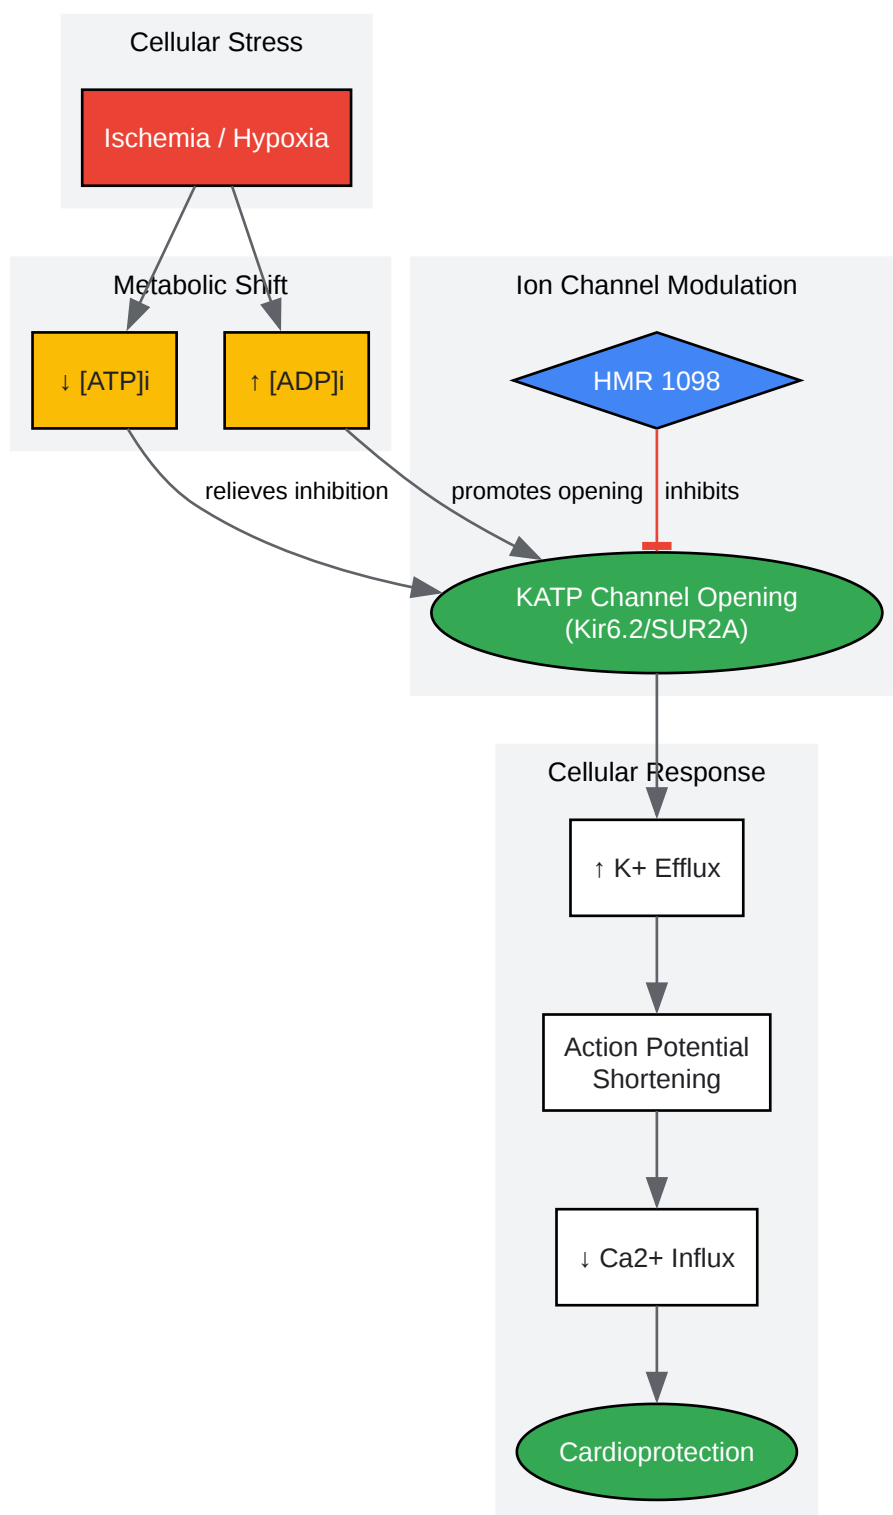 Cellular Stress
Ischemia / Hypoxia
Metabolic Shift
↓ [ATP]i
↑ [ADP]i
Ion Channel Modulation
HMR 1098
relieves inhibition
promotes opening
inhibits
KATP Channel Opening
(Kir6.2/SUR2A)
Cellular Response
↑ K+ Efflux
Action Potential
Shortening
↓ Ca2+ Influx
Cardioprotection